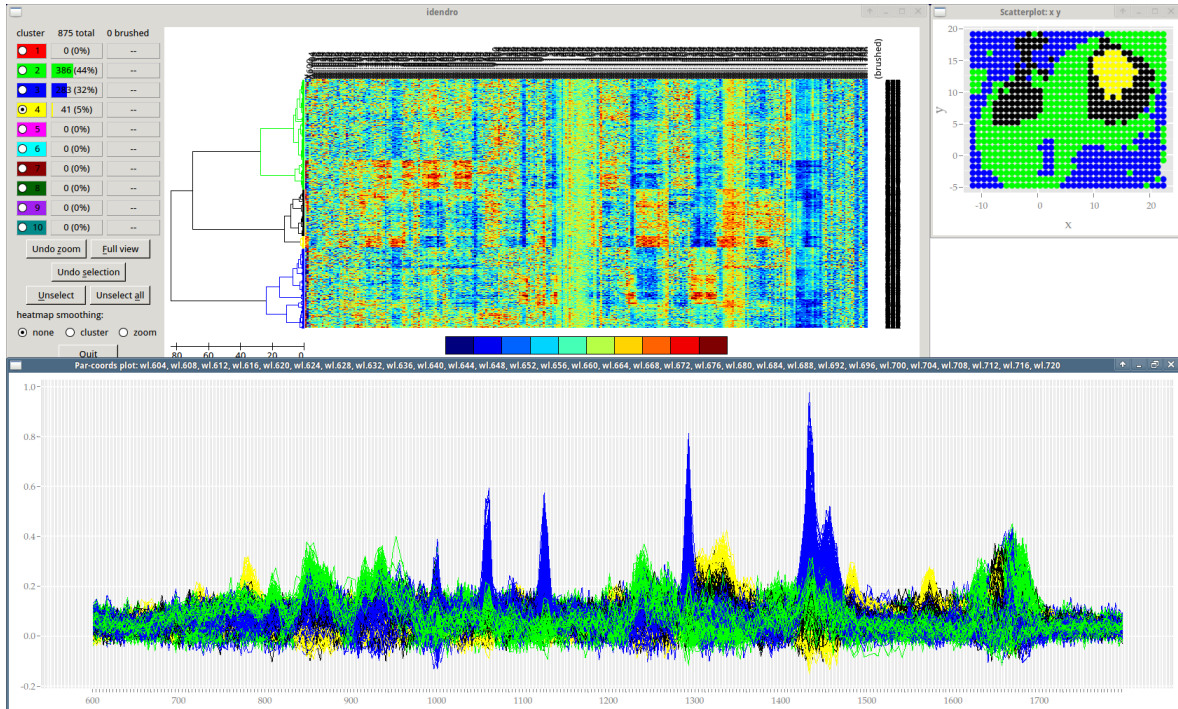 idendro
cluster 875 total 0 brushed
1 0 (0%) --
2 386 (44%) --
3 (32%) --
4 41 (5%) --
5 0 (0%) --
6 0 (0%) --
7 0 (0%) --
8 0 (0%) --
9 0 (0%) --
10 0 (0%) --
Undo zoom Full view
Undo selection
Unselect Unselect all
heatmap smoothing:
none cluster zoom
Quit
80 60 40 20 0
(brushed)
Scatterplot: x y
20
15
10
5
0
-5
y
-10 0 10 20
x
Par-coords plot: wl.604, wl.608, wl.612, wl.616, wl.620, wl.624, wl.628, wl.632, wl.636, wl.640, wl.644, wl.648, wl.652, wl.656, wl.660, wl.664, wl.668, wl.672, wl.676, wl.680, wl.684, wl.688, wl.692, wl.696, wl.700, wl.704, wl.708, wl.712, wl.716, wl.720
1.0
0.8
0.6
0.4
0.2
0.0
-0.2
600 700 800 900 1000 1100 1200 1300 1400 1500 1600 1700